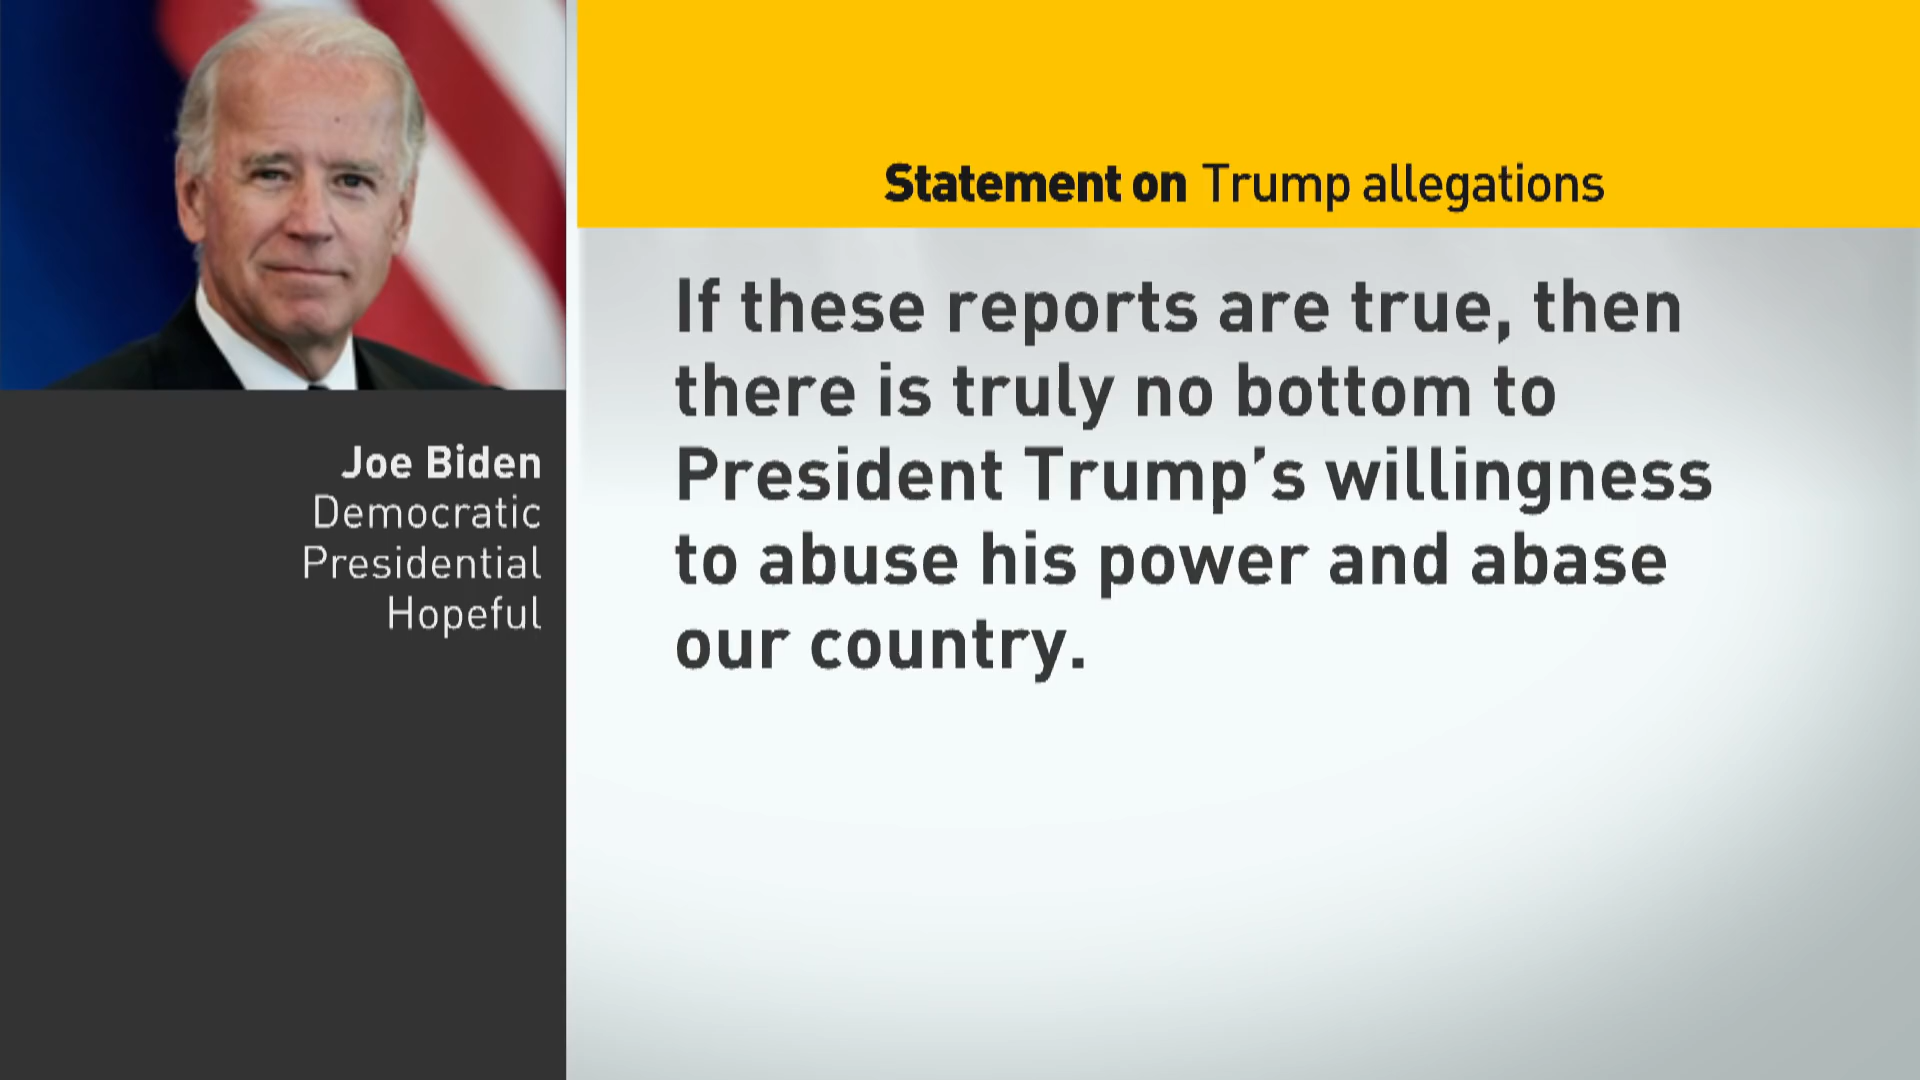 Joe Biden
Democratic
Presidential
Hopeful
Statement on Trump allegations
If these reports are true, then
there is truly no bottom to
President Trump's willingness
to abuse his power and abase
our country.